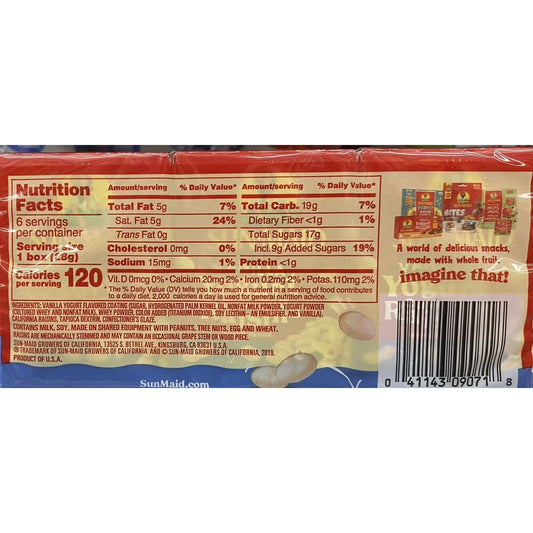 Nutrition
Facts
6 servings
per container
Serving size
1 box (28g)
Calories
per serving 120
Amount/serving % Daily Value*
Total Fat 5g 7%
Sat. Fat 5g 24%
Trans Fat 0g
Cholesterol 0mg 0%
Sodium 15mg 1%
Amount/serving % Daily Value*
Total Carb. 19g 7%
Dietary Fiber <1g 1%
Total Sugars 17g
Incl.9g Added Sugars 19%
Protein <1g
Vit. D 0mcg 0% • Calcium 20mg 2% • Iron 0.2mg 2% • Potas. 110mg 2%
*The % Daily Value (DV) tells you how much a nutrient in a serving of food contributes
to a daily diet. 2,000 calories a day is used for general nutrition advice.
INGREDIENTS: VANILLA YOGURT FLAVORED COATING (SUGAR, HYDROGENATED PALM KERNEL OIL, NONFAT MILK POWDER, YOGURT POWDER
(CULTURED WHEY AND NONFAT MILK), WHEY POWDER, COLOR ADDED (TITANIUM DIOXIDE), SOY LECITHIN - AN EMULSIFIER, AND VANILLA),
CALIFORNIA RAISINS, TAPIOCA DEXTRIN, CONFECTIONER'S GLAZE.
CONTAINS MILK, SOY. MADE ON SHARED EQUIPMENT WITH PEANUTS, TREE NUTS, EGG AND WHEAT.
RAISINS ARE MECHANICALLY STEMMED AND MAY CONTAIN AN OCCASIONAL GRAPE STEM OR WOOD PIECE.
SUN-MAID GROWERS OF CALIFORNIA, 13525 S. BETHEL AVE., KINGSBURG, CA 93631 U.S.A.
® TRADEMARK OF SUN-MAID GROWERS OF CALIFORNIA AND © SUN-MAID GROWERS OF CALIFORNIA, 2019.
PRODUCT OF U.S.A.
SunMaid.com
BITES
A world of delicious snacks,
made with whole fruit.
imagine that!
0 41143 09071 8